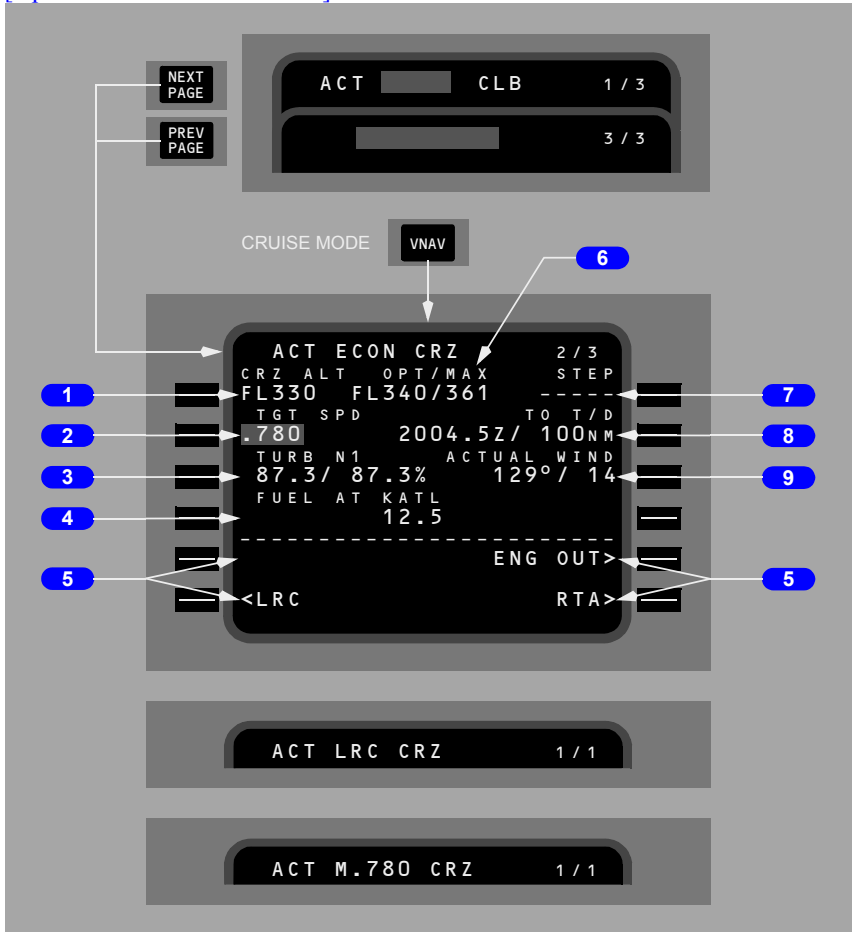 NEXT
PAGE
ACT CLB 1/3
PREV
PAGE
3/3
CRUISE MODE
VNAV
6
ACT ECON CRZ 2/3
CRZ ALT OPT/MAX STEP
1
FL330 FL340/361 -----
7
TGT SPD TO T/D
2
.780 2004.5Z/ 100NM
8
TURB N1 ACTUAL WIND
3
87.3/ 87.3% 129°/ 14
9
FUEL AT KATL
4
12.5
------------------------
ENG OUT>
5
5
<LRC RTA>
ACT LRC CRZ 1/1
ACT M.780 CRZ 1/1